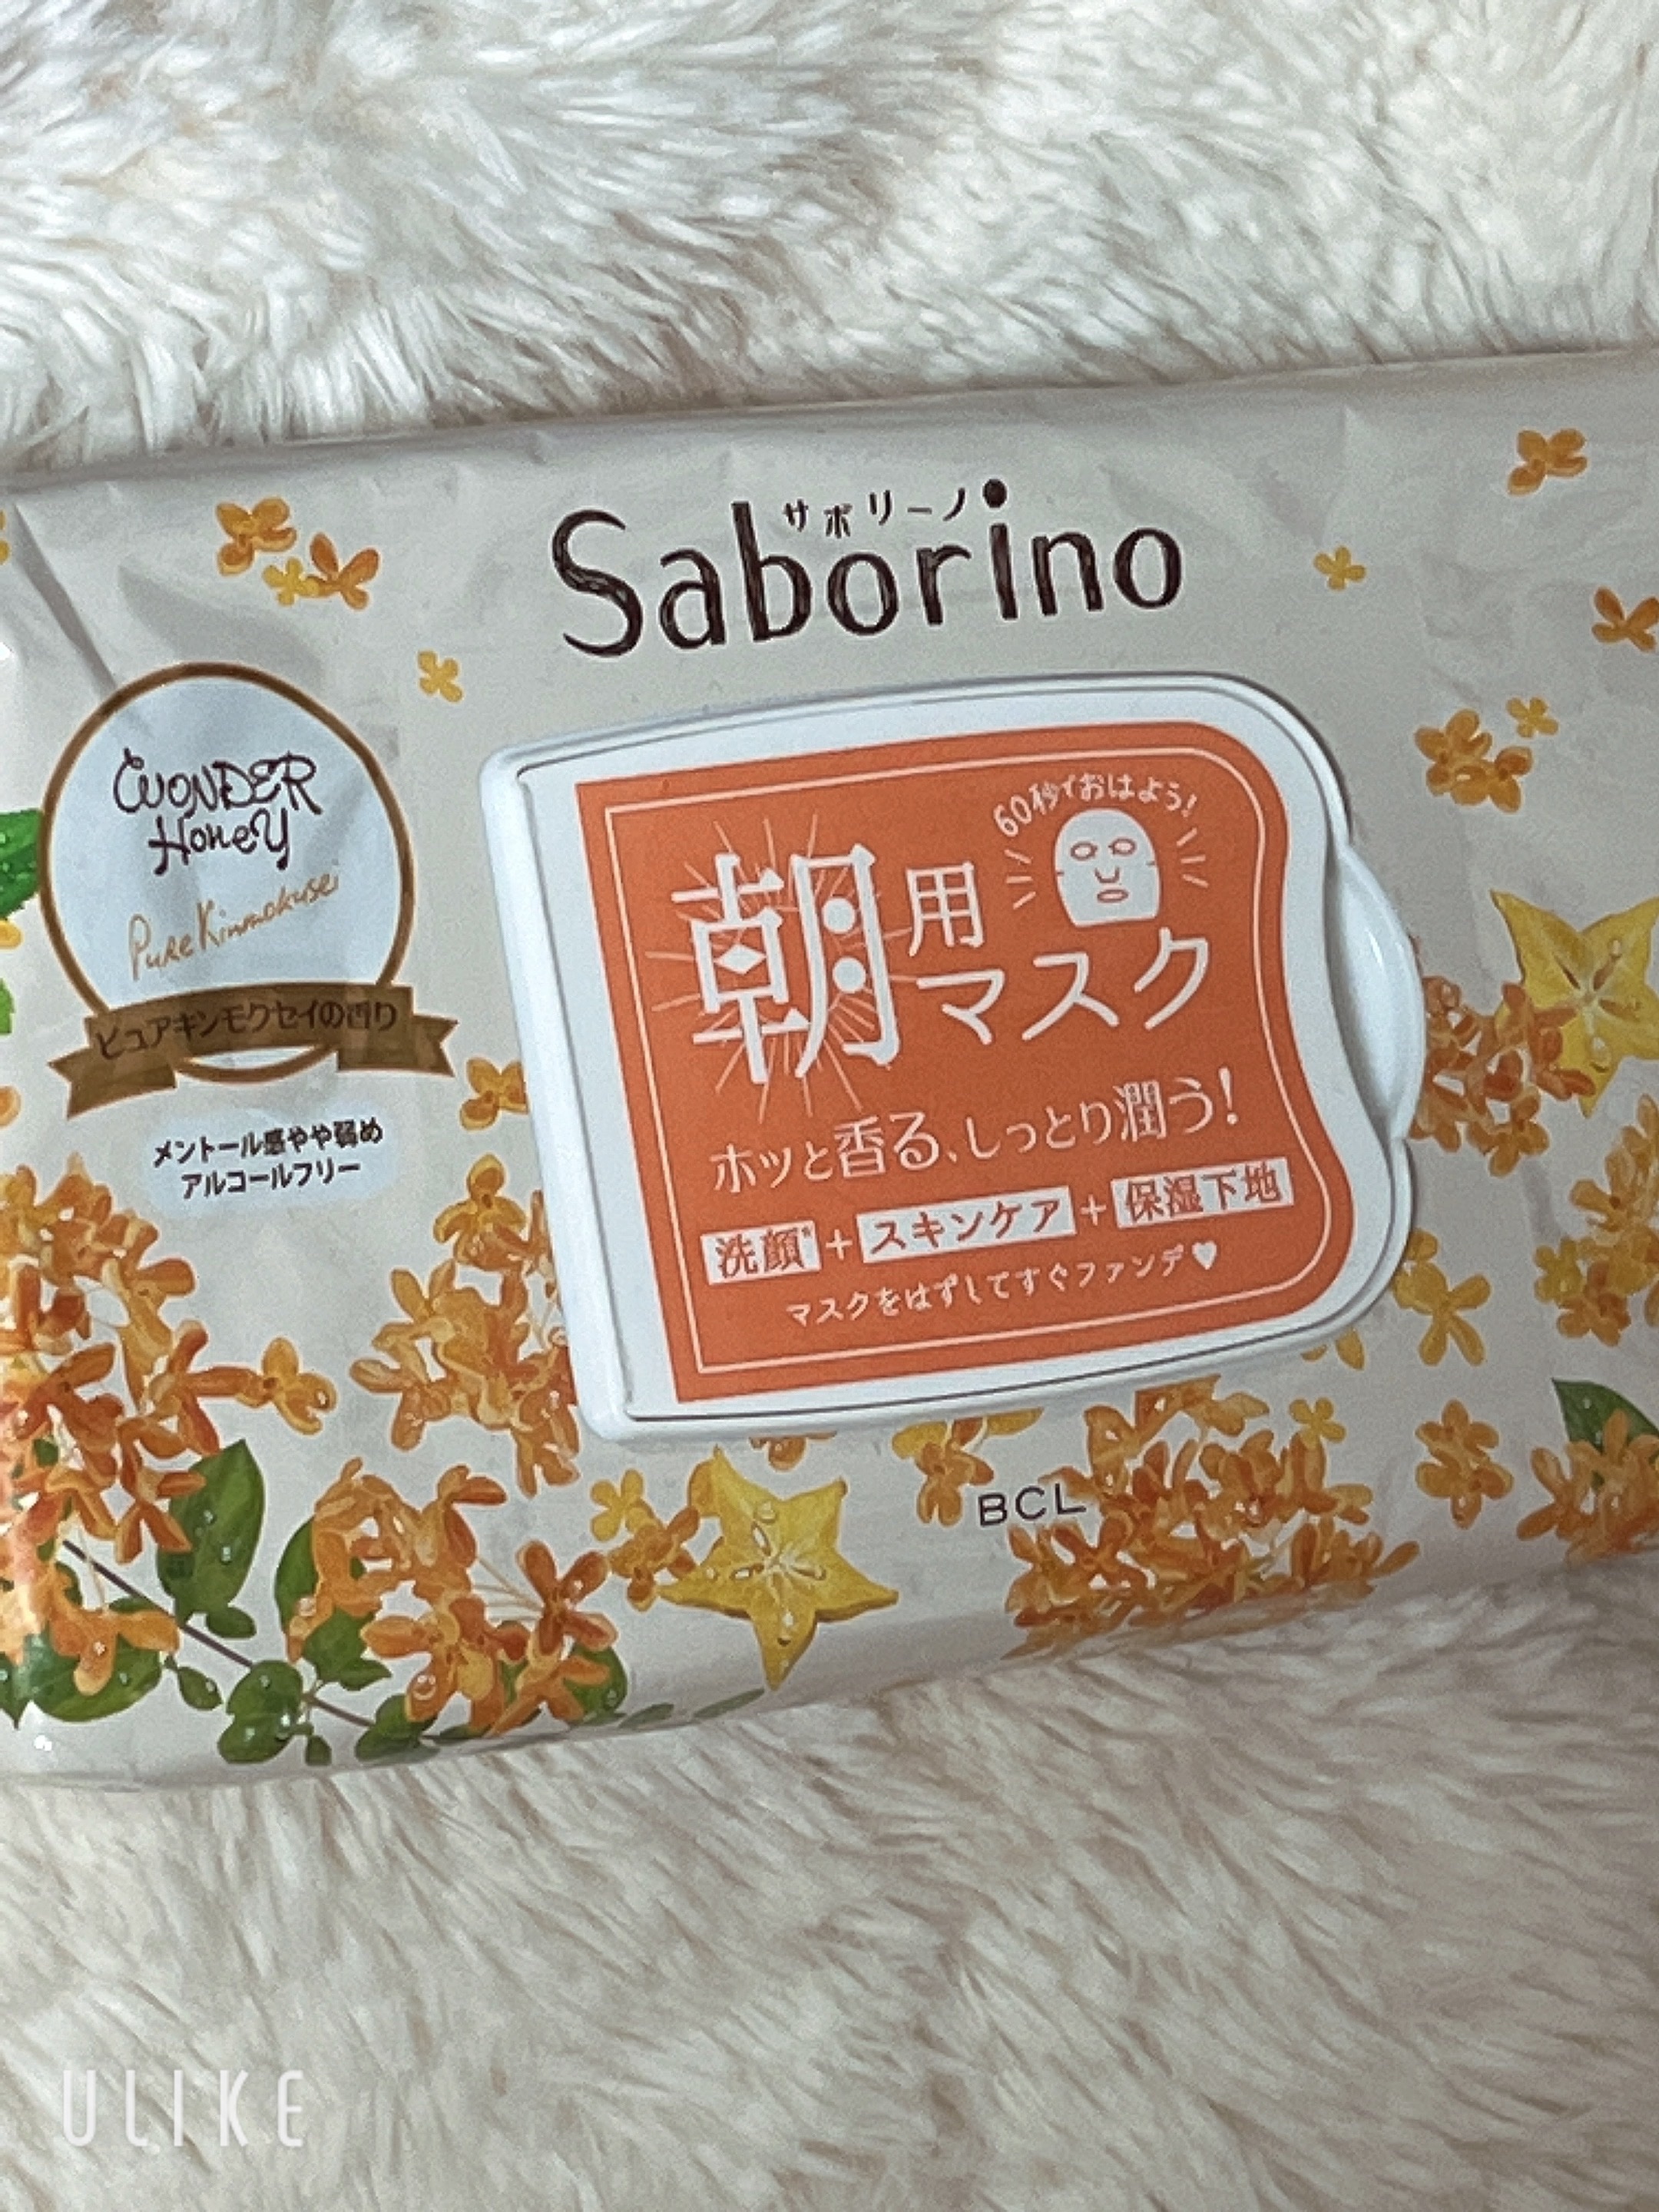 サボリーノ
Saborino
WONDER
HoneY
Pure Kinmokusei
ピュアキンモクセイの香り
メントール感やや弱め
アルコールフリー
60秒でおはよう!
朝用
マスク
ホッと香る、しっとり潤う!
洗顔*+スキンケア+保湿下地
マスクをはずしてすぐファンデ♥
BCL
ULIKE